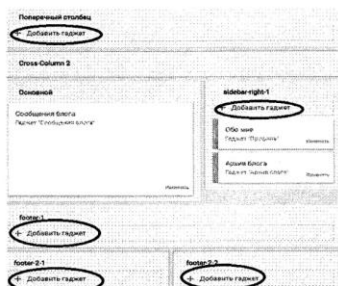 Поперечный столбец
+ Добавить гаджет
Cross-Column 2
Основной
Сообщения блога
Гаджет "Сообщения блога"
Изменить
sidebar-right-1
+ Добавить гаджет
Обо мне
Гаджет "Профиль"
Изменить
Архив блога
Гаджет "Архив блога"
Изменить
footer-1
+ Добавить гаджет
footer-2-1
+ Добавить гаджет
footer-2-2
+ Добавить гаджет